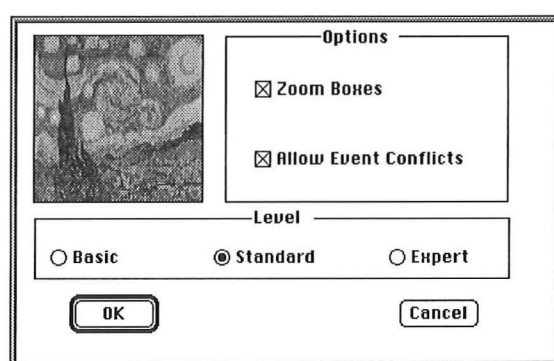 Options
Zoom Boxes
Allow Event Conflicts
Level
Basic Standard Expert
OK Cancel